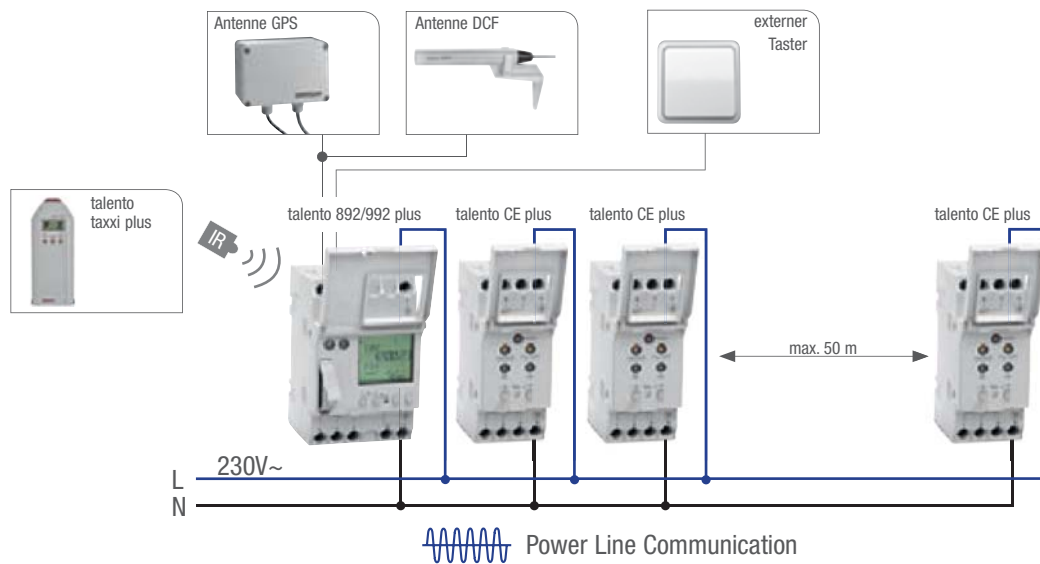 Antenne GPS
Antenne DCF
externer
Taster
talento
taxxi plus
IR
talento 892/992 plus
talento CE plus
talento CE plus
talento CE plus
max. 50 m
L
230V~
N
Power Line Communication